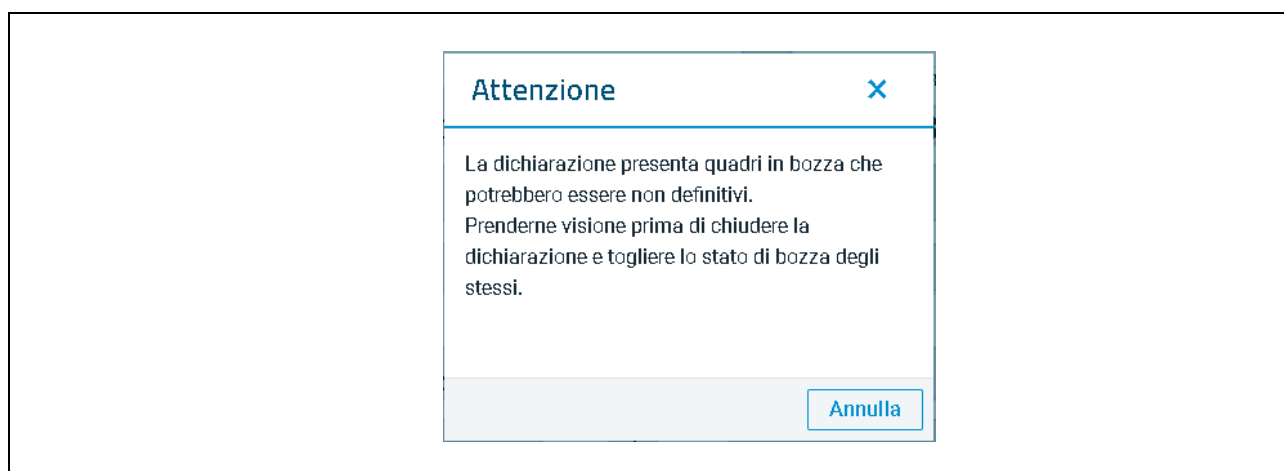 Attenzione
La dichiarazione presenta quadri in bozza che
potrebbero essere non definitivi.
Prenderne visione prima di chiudere la
dichiarazione e togliere lo stato di bozza degli
stessi.
Annulla